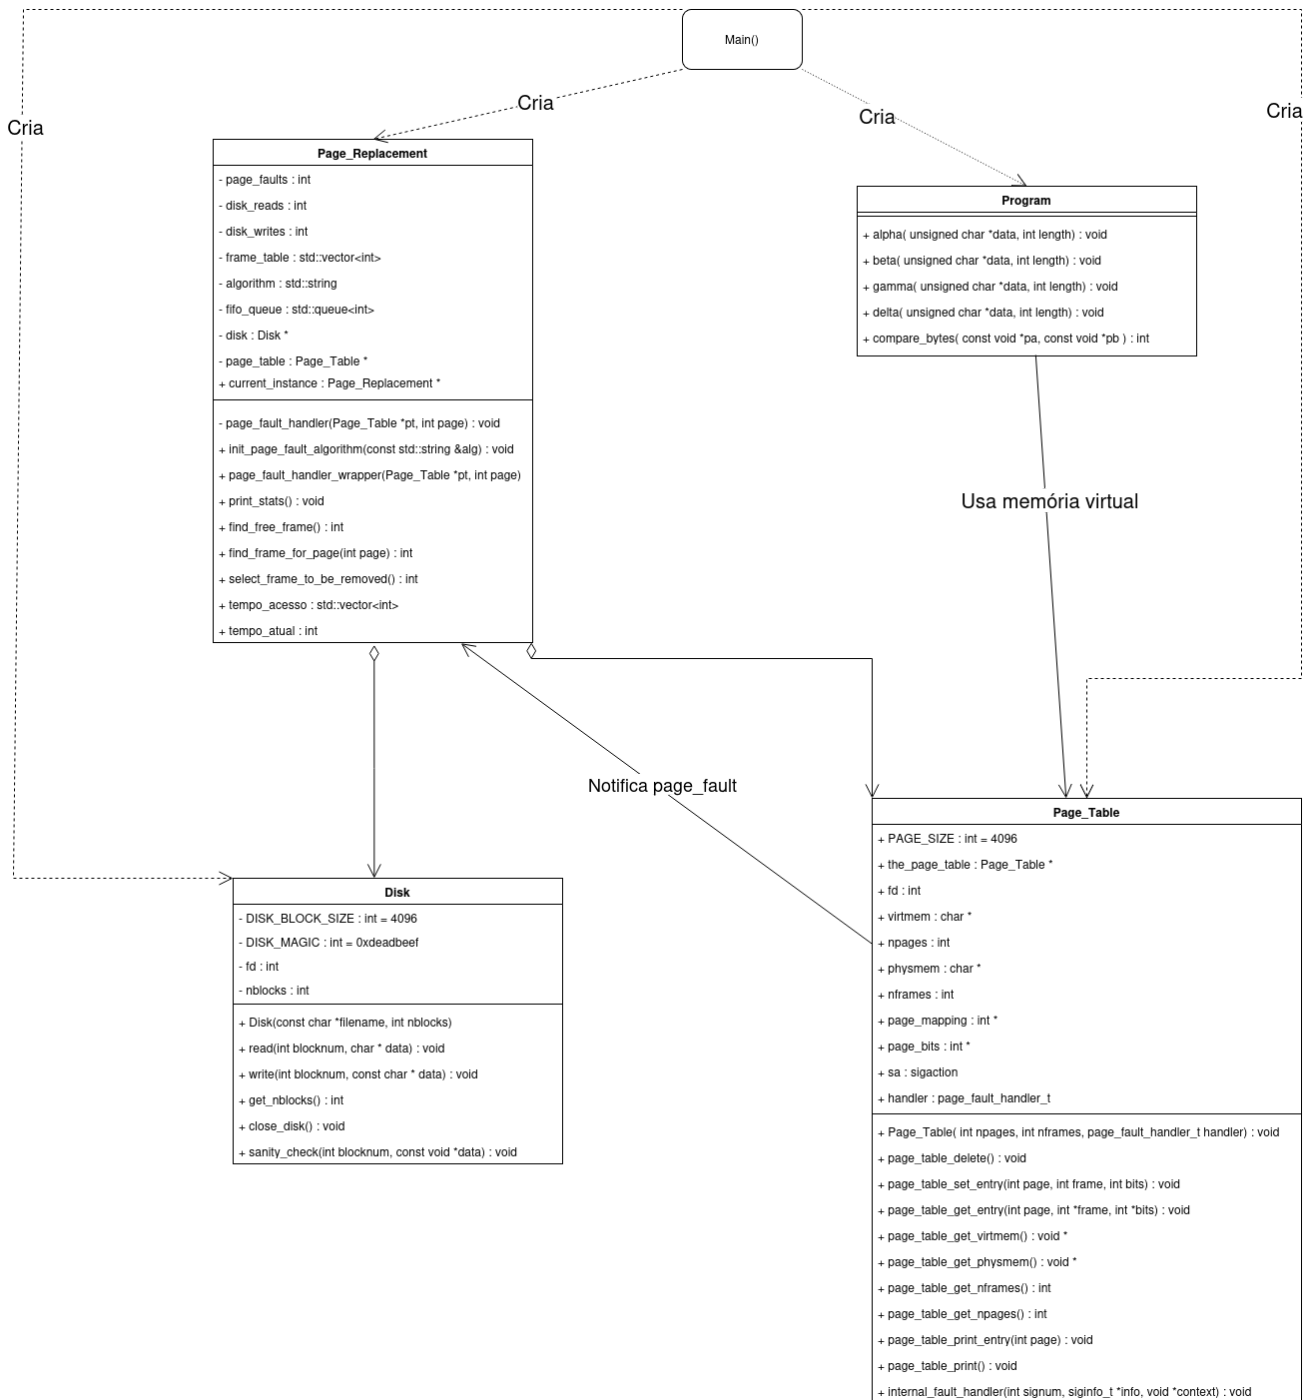 Main()
Cria
Cria
Cria
Cria
Page_Replacement
- page_faults : int
- disk_reads : int
- disk_writes : int
- frame_table : std::vector<int>
- algorithm : std::string
- fifo_queue : std::queue<int>
- disk : Disk *
- page_table : Page_Table *
+ current_instance : Page_Replacement *
- page_fault_handler(Page_Table *pt, int page) : void
+ init_page_fault_algorithm(const std::string &alg) : void
+ page_fault_handler_wrapper(Page_Table *pt, int page)
+ print_stats() : void
+ find_free_frame() : int
+ find_frame_for_page(int page) : int
+ select_frame_to_be_removed() : int
+ tempo_acesso : std::vector<int>
+ tempo_atual : int
Program
+ alpha( unsigned char *data, int length) : void
+ beta( unsigned char *data, int length) : void
+ gamma( unsigned char *data, int length) : void
+ delta( unsigned char *data, int length) : void
+ compare_bytes( const void *pa, const void *pb ) : int
Usa memória virtual
Notifica page_fault
Disk
- DISK_BLOCK_SIZE : int = 4096
- DISK_MAGIC : int = 0xdeadbeef
- fd : int
- nblocks : int
+ Disk(const char *filename, int nblocks)
+ read(int blocknum, char * data) : void
+ write(int blocknum, const char * data) : void
+ get_nblocks() : int
+ close_disk() : void
+ sanity_check(int blocknum, const void *data) : void
Page_Table
+ PAGE_SIZE : int = 4096
+ the_page_table : Page_Table *
+ fd : int
+ virtmem : char *
+ npages : int
+ physmem : char *
+ nframes : int
+ page_mapping : int *
+ page_bits : int *
+ sa : sigaction
+ handler : page_fault_handler_t
+ Page_Table( int npages, int nframes, page_fault_handler_t handler) : void
+ page_table_delete() : void
+ page_table_set_entry(int page, int frame, int bits) : void
+ page_table_get_entry(int page, int *frame, int *bits) : void
+ page_table_get_virtmem() : void *
+ page_table_get_physmem() : void *
+ page_table_get_nframes() : int
+ page_table_get_npages() : int
+ page_table_print_entry(int page) : void
+ page_table_print() : void
+ internal_fault_handler(int signum, siginfo_t *info, void *context) : void